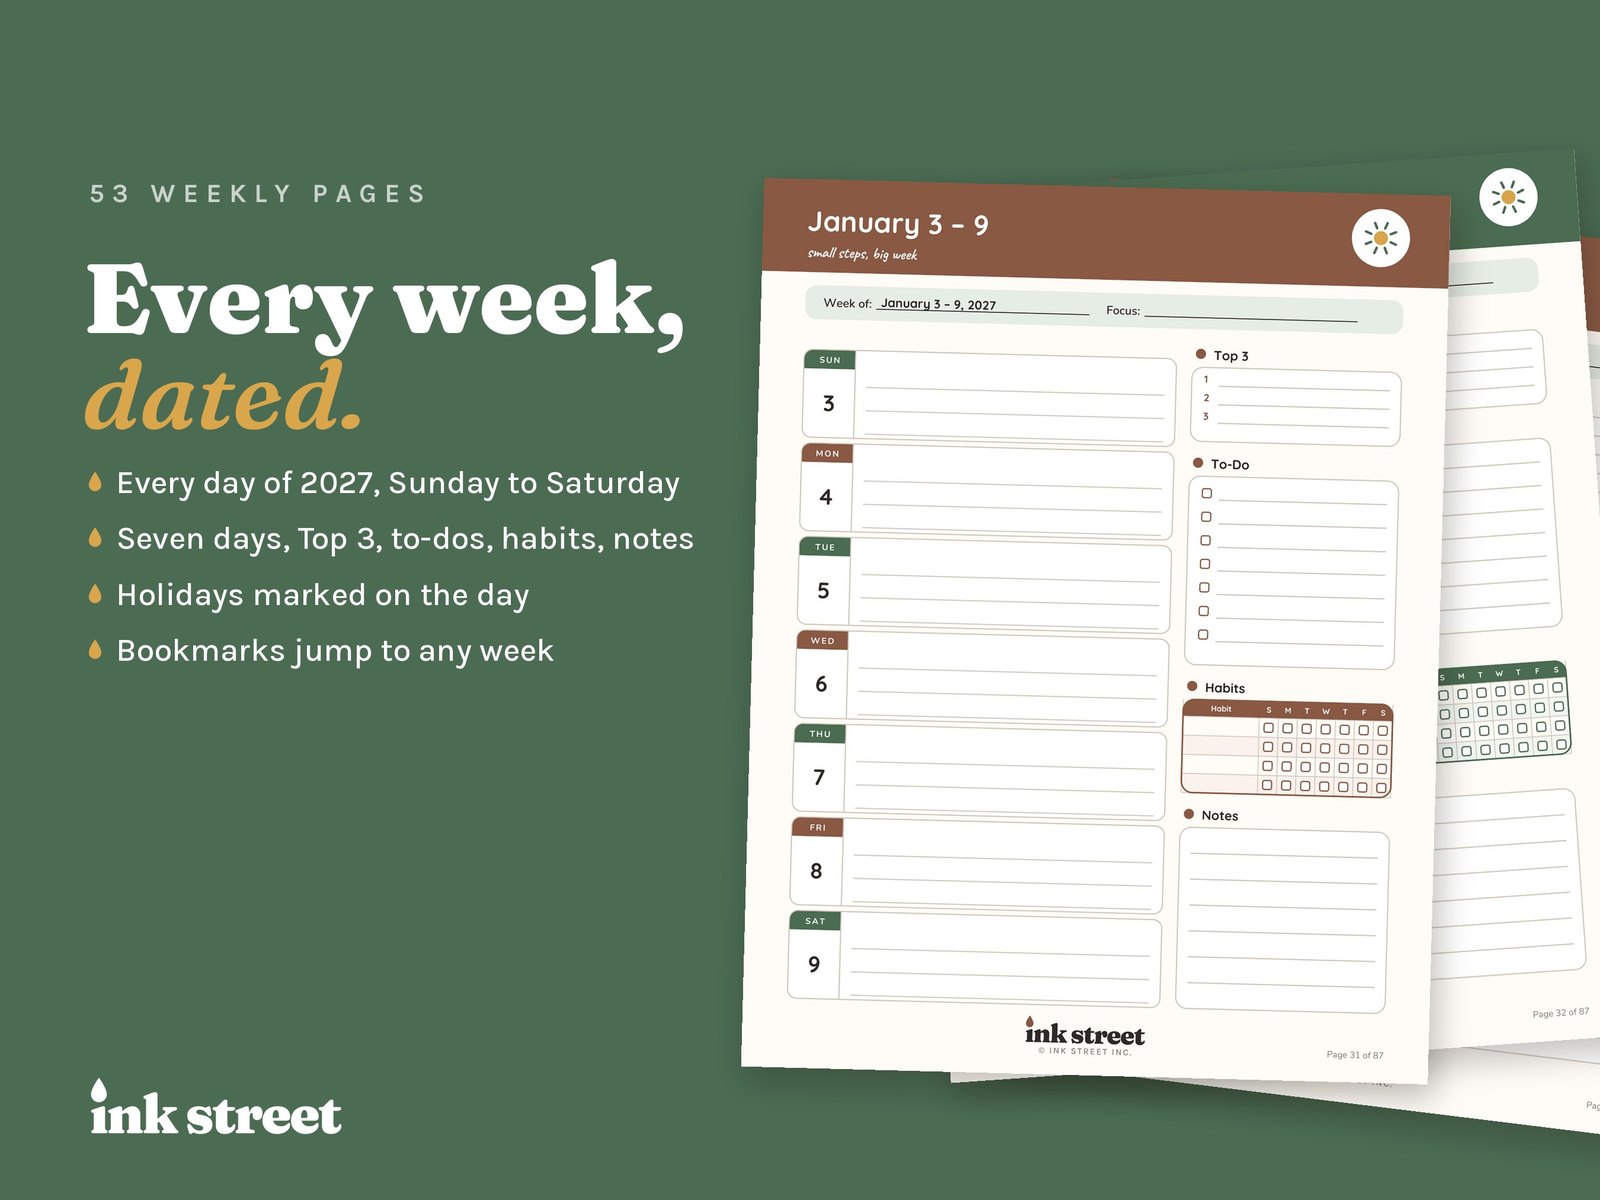 53 WEEKLY PAGES
Every week,
dated.
Every day of 2027, Sunday to Saturday
Seven days, Top 3, to-dos, habits, notes
Holidays marked on the day
Bookmarks jump to any week
ink street
January 3 – 9
small steps, big week
Week of: January 3 – 9, 2027 Focus:
SUN
3
MON
4
TUE
5
WED
6
THU
7
FRI
8
SAT
9
Top 3
1
2
3
To-Do
Habits
Habit S M T W T F S
Notes
ink street
© INK STREET INC.
Page 31 of 87
S M T W T F S
Page 32 of 87